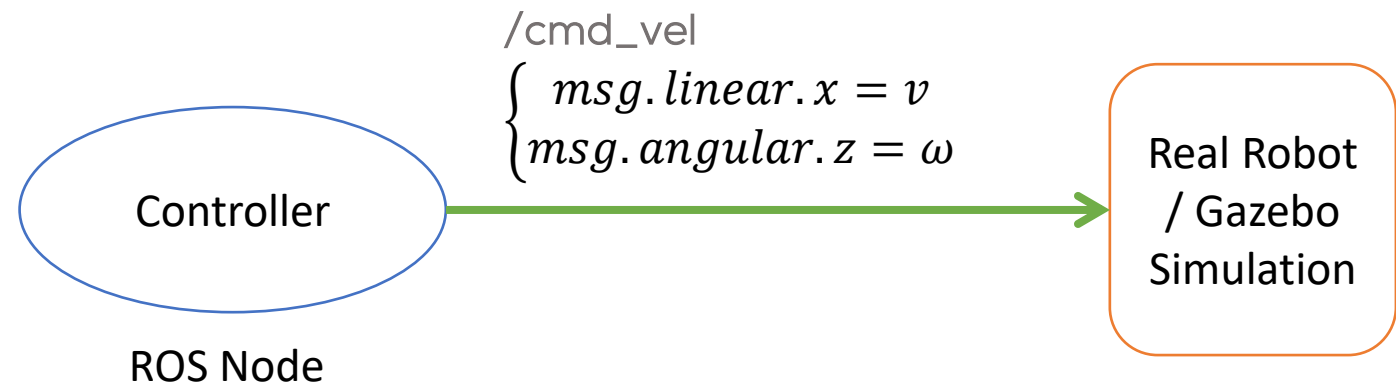 /cmd_vel
{ msg.linear.x = v
msg.angular.z = ω
Controller
ROS Node
Real Robot
/ Gazebo
Simulation